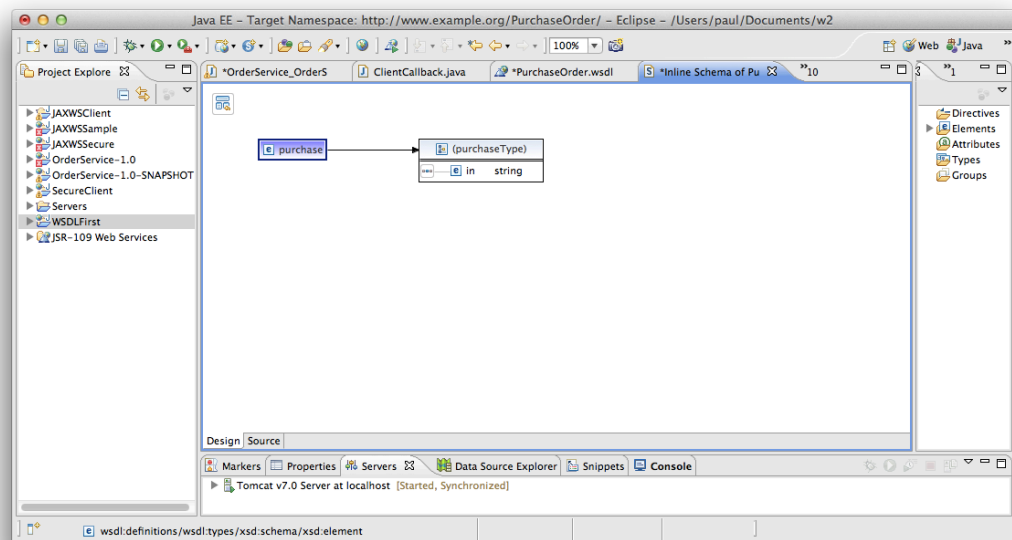 Java EE – Target Namespace: http://www.example.org/PurchaseOrder/ – Eclipse – /Users/paul/Documents/w2
100%
Web
Java
»
Project Explore
*OrderService_OrderS
ClientCallback.java
*PurchaseOrder.wsdl
*Inline Schema of Pu
»10
»1
JAXWSClient
JAXWSSample
JAXWSSecure
OrderService-1.0
OrderService-1.0-SNAPSHOT
SecureClient
Servers
WSDLFirst
JSR-109 Web Services
e purchase
(purchaseType)
e in string
Directives
Elements
Attributes
Types
Groups
Design
Source
Markers
Properties
Servers
Data Source Explorer
Snippets
Console
Tomcat v7.0 Server at localhost [Started, Synchronized]
e wsdl:definitions/wsdl:types/xsd:schema/xsd:element